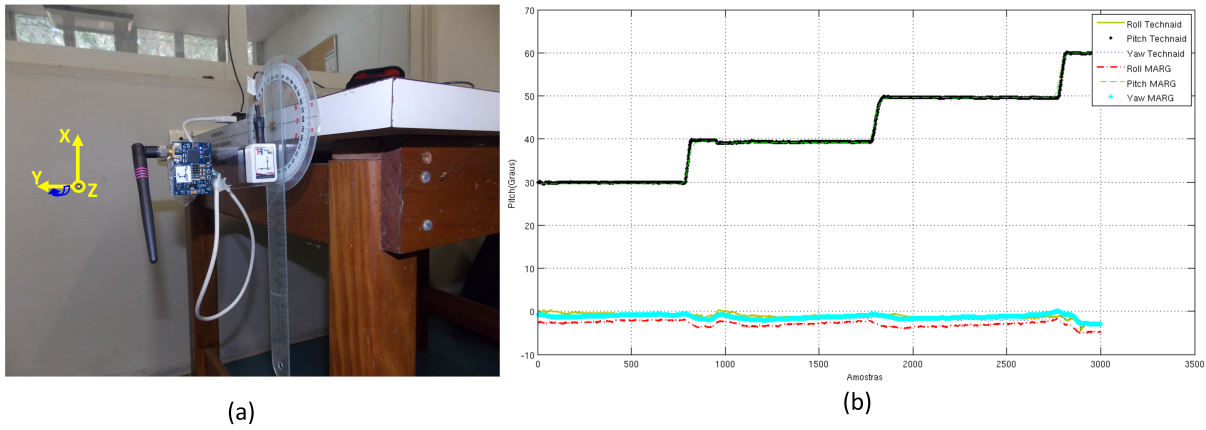 X
Y
Z
Pitch(Graus)
70
60
50
40
30
20
10
0
-10
0
500
1000
1500
2000
2500
3000
3500
Amostras
Roll Technaid
Pitch Technaid
Yaw Technaid
Roll MARG
Pitch MARG
Yaw MARG
(a)
(b)